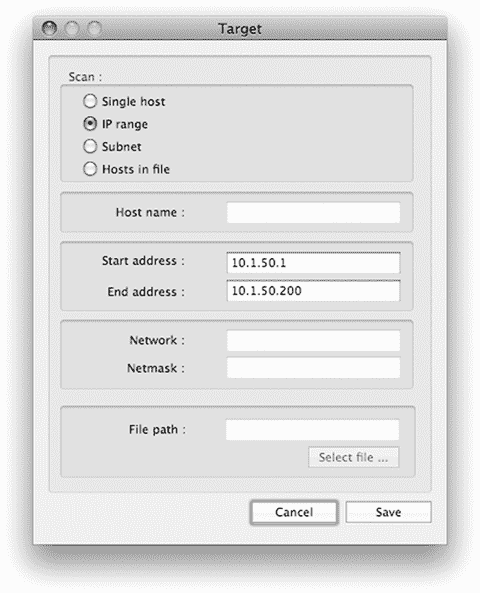 Target
Scan :
Single host
IP range
Subnet
Hosts in file
Host name :
Start address : 10.1.50.1
End address : 10.1.50.200
Network :
Netmask :
File path :
Select file ...
Cancel Save